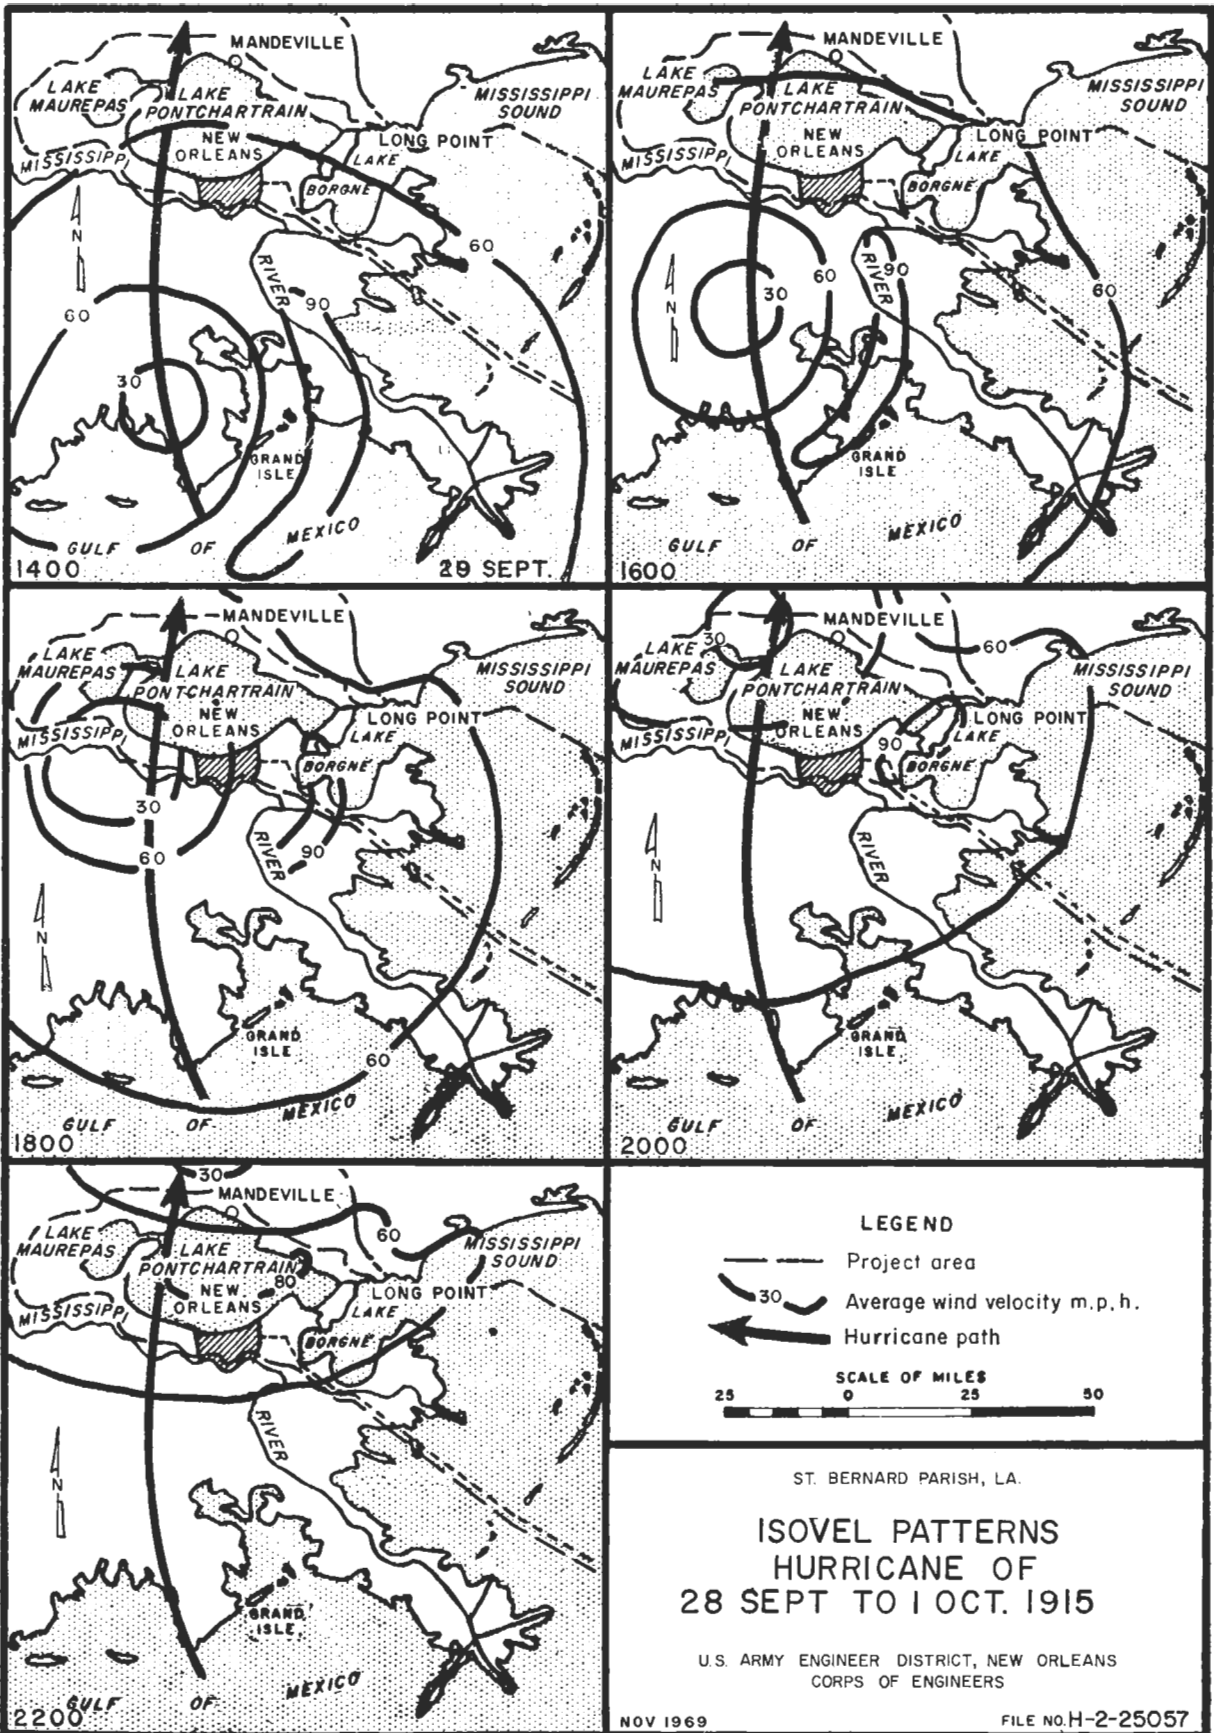 MANDEVILLE
LAKE
MAUREPAS
LAKE
PONTCHARTRAIN
MISSISSIPPI
SOUND
NEW
ORLEANS
LONG POINT
MISSISSIPPI
LAKE
BORGNE
N
60
RIVER
90
60
30
GRAND
ISLE
MEXICO
GULF OF
1400
29 SEPT.
MANDEVILLE
LAKE
MAUREPAS
LAKE
PONTCHARTRAIN
MISSISSIPPI
SOUND
NEW
ORLEANS
LONG POINT
MISSISSIPPI
LAKE
BORGNE
N
60
RIVER
90
30
60
GRAND
ISLE
MEXICO
GULF OF
1600
MANDEVILLE
LAKE
MAUREPAS
LAKE
PONTCHARTRAIN
MISSISSIPPI
SOUND
NEW
ORLEANS
LONG POINT
MISSISSIPPI
LAKE
BORGNE
30
60
RIVER
90
N
GRAND
ISLE
60
MEXICO
GULF OF
1800
MANDEVILLE
30
60
LAKE
MAUREPAS
LAKE
PONTCHARTRAIN
MISSISSIPPI
SOUND
NEW
ORLEANS
LONG POINT
MISSISSIPPI
90
LAKE
BORGNE
RIVER
N
GRAND
ISLE
MEXICO
GULF OF
2000
30
MANDEVILLE
60
LAKE
MAUREPAS
LAKE
PONTCHARTRAIN
MISSISSIPPI
SOUND
80
NEW
ORLEANS
LONG POINT
MISSISSIPPI
LAKE
BORGNE
RIVER
N
GRAND
ISLE
MEXICO
GULF OF
2200
LEGEND
Project area
30 Average wind velocity m.p.h.
Hurricane path
SCALE OF MILES
25 0 25 50
ST. BERNARD PARISH, LA.
ISOVEL PATTERNS
HURRICANE OF
28 SEPT TO 1 OCT. 1915
U.S. ARMY ENGINEER DISTRICT, NEW ORLEANS
CORPS OF ENGINEERS
NOV 1969
FILE NO. H-2-25057